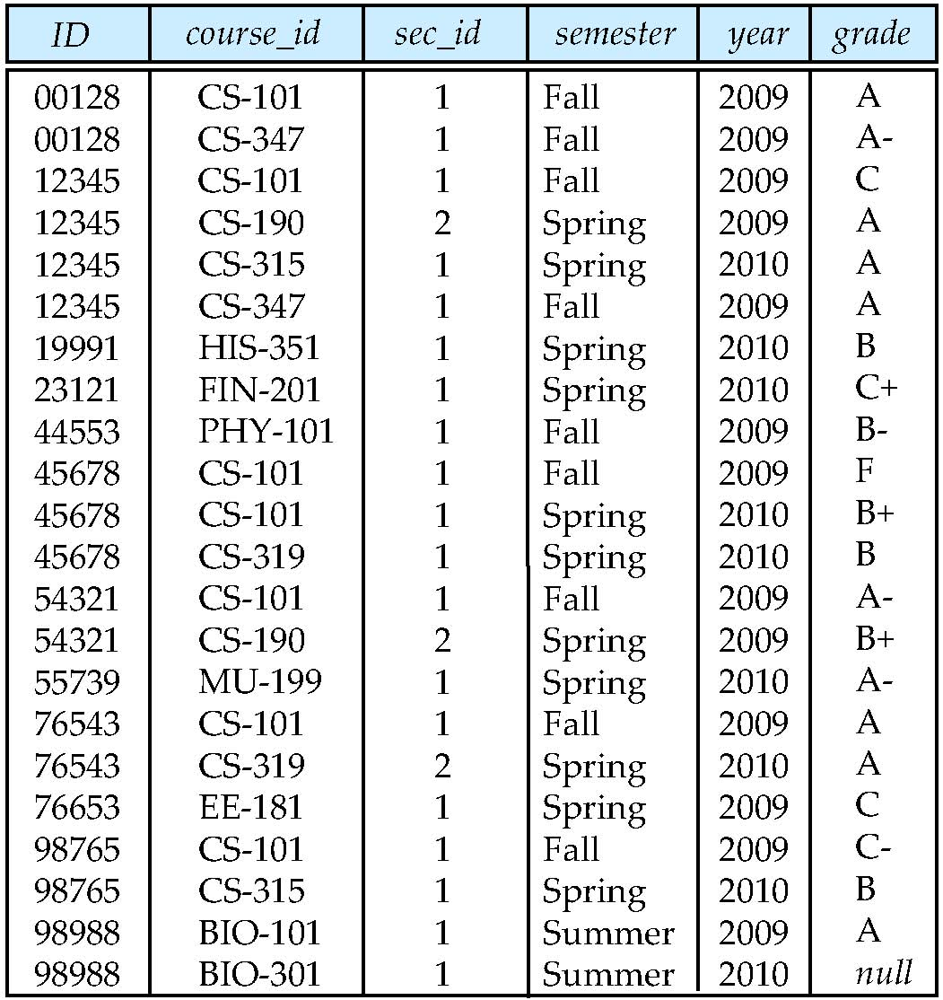 ID course_id sec_id semester year grade
00128 CS-101 1 Fall 2009 A
00128 CS-347 1 Fall 2009 A-
12345 CS-101 1 Fall 2009 C
12345 CS-190 2 Spring 2009 A
12345 CS-315 1 Spring 2010 A
12345 CS-347 1 Fall 2009 A
19991 HIS-351 1 Spring 2010 B
23121 FIN-201 1 Spring 2010 C+
44553 PHY-101 1 Fall 2009 B-
45678 CS-101 1 Fall 2009 F
45678 CS-101 1 Spring 2010 B+
45678 CS-319 1 Spring 2010 B
54321 CS-101 1 Fall 2009 A-
54321 CS-190 2 Spring 2009 B+
55739 MU-199 1 Spring 2010 A-
76543 CS-101 1 Fall 2009 A
76543 CS-319 2 Spring 2010 A
76653 EE-181 1 Spring 2009 C
98765 CS-101 1 Fall 2009 C-
98765 CS-315 1 Spring 2010 B
98988 BIO-101 1 Summer 2009 A
98988 BIO-301 1 Summer 2010 null